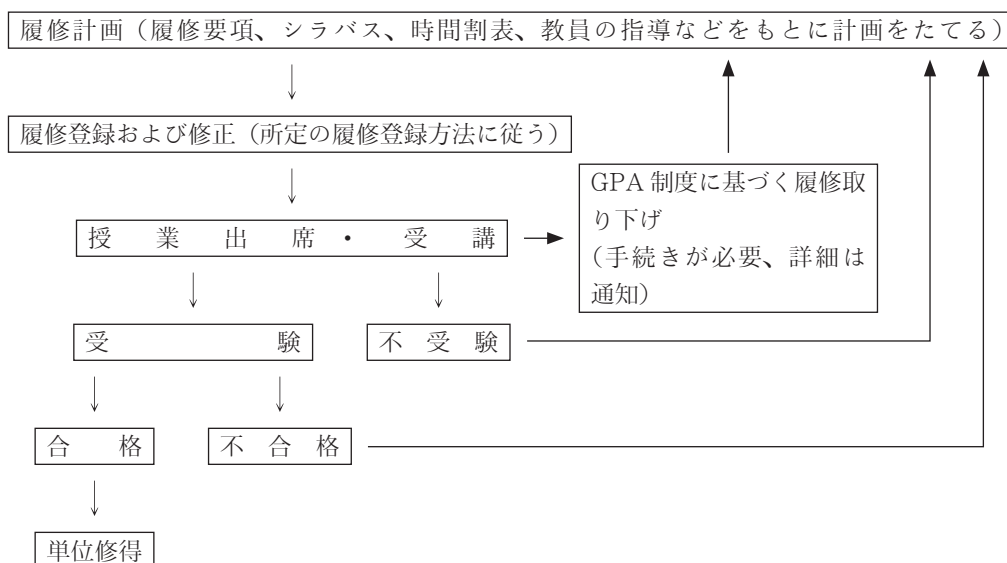 履修計画（履修要項、シラバス、時間割表、教員の指導などをもとに計画をたてる）
履修登録および修正（所定の履修登録方法に従う）
GPA 制度に基づく履修取
り下げ
（手続きが必要、詳細は
通知）
授業出席・受講
受験
不受験
合格
不合格
単位修得